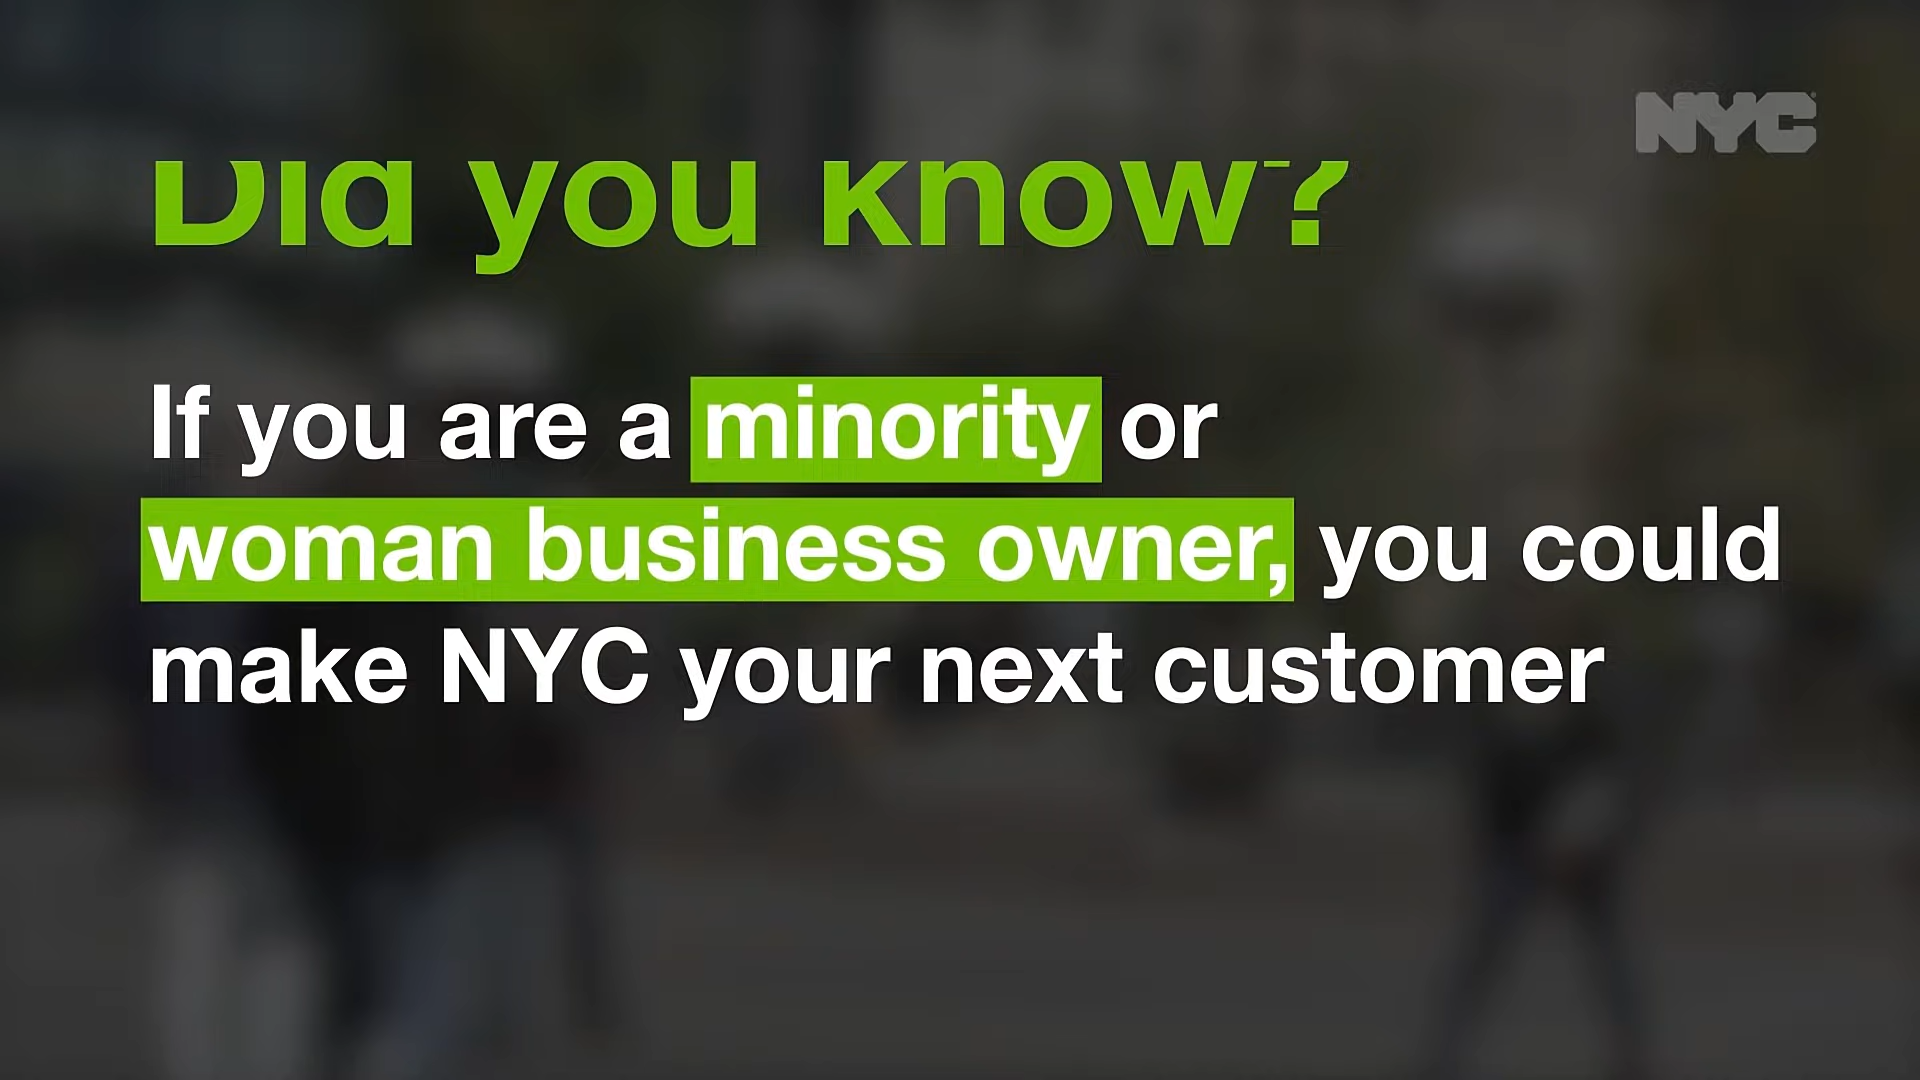 NYC
Did you know?
If you are a minority or
woman business owner, you could
make NYC your next customer